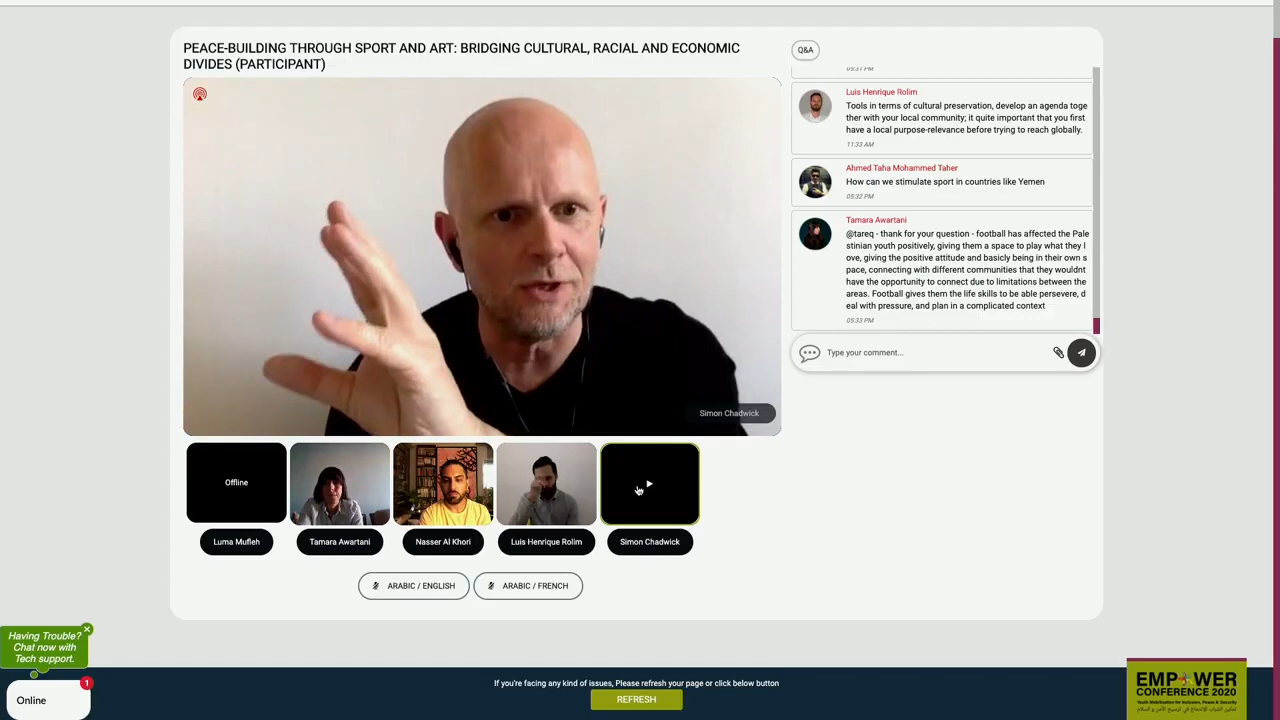 PEACE-BUILDING THROUGH SPORT AND ART: BRIDGING CULTURAL, RACIAL AND ECONOMIC
DIVIDES (PARTICIPANT)
Simon Chadwick
Offline
Luma Mufleh
Tamara Awartani
Nasser Al Khori
Luis Henrique Rolim
Simon Chadwick
ARABIC / ENGLISH
ARABIC / FRENCH
Q&A
05:31 PM
Luis Henrique Rolim
Tools in terms of cultural preservation, develop an agenda toge
ther with your local community; it quite important that you first
have a local purpose-relevance before trying to reach globally.
11:33 AM
Ahmed Taha Mohammed Taher
How can we stimulate sport in countries like Yemen
05:32 PM
Tamara Awartani
@tareq - thank for your question - football has affected the Pale
stinian youth positively, giving them a space to play what they l
ove, giving the positive attitude and basicly being in their own s
pace, connecting with different communities that they wouldnt
have the opportunity to connect due to limitations between the
areas. Football gives them the life skills to be able persevere, d
eal with pressure, and plan in a complicated context
05:33 PM
Type your comment...
Having Trouble?
Chat now with
Tech support.
Online
1
If you're facing any kind of issues, Please refresh your page or click below button
REFRESH
EMPOWER
CONFERENCE 2020
Youth Mobilization for Inclusion, Peace & Security